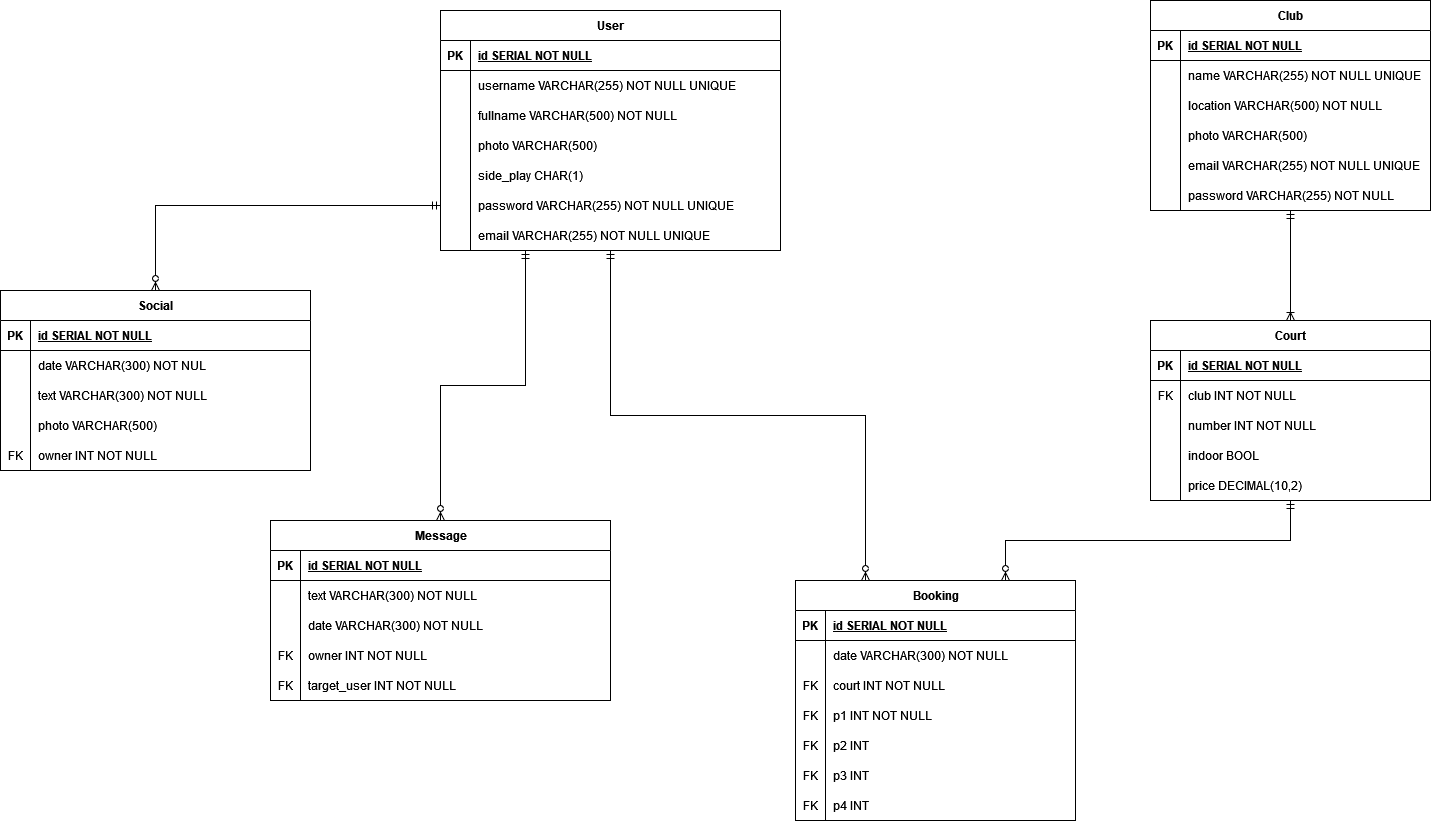 User
PK id SERIAL NOT NULL
username VARCHAR(255) NOT NULL UNIQUE
fullname VARCHAR(500) NOT NULL
photo VARCHAR(500)
side_play CHAR(1)
password VARCHAR(255) NOT NULL UNIQUE
email VARCHAR(255) NOT NULL UNIQUE
Club
PK id SERIAL NOT NULL
name VARCHAR(255) NOT NULL UNIQUE
location VARCHAR(500) NOT NULL
photo VARCHAR(500)
email VARCHAR(255) NOT NULL UNIQUE
password VARCHAR(255) NOT NULL
Social
PK id SERIAL NOT NULL
date VARCHAR(300) NOT NUL
text VARCHAR(300) NOT NULL
photo VARCHAR(500)
FK owner INT NOT NULL
Court
PK id SERIAL NOT NULL
FK club INT NOT NULL
number INT NOT NULL
indoor BOOL
price DECIMAL(10,2)
Message
PK id SERIAL NOT NULL
text VARCHAR(300) NOT NULL
date VARCHAR(300) NOT NULL
FK owner INT NOT NULL
FK target_user INT NOT NULL
Booking
PK id SERIAL NOT NULL
date VARCHAR(300) NOT NULL
FK court INT NOT NULL
FK p1 INT NOT NULL
FK p2 INT
FK p3 INT
FK p4 INT